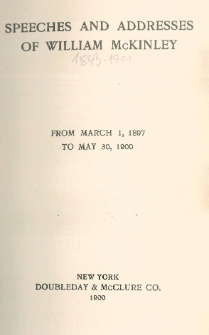 SPEECHES AND ADDRESSES
OF WILLIAM McKINLEY
1843-1901
FROM MARCH 1, 1897
TO MAY 30, 1900
NEW YORK
DOUBLEDAY & McCLURE CO.
1900